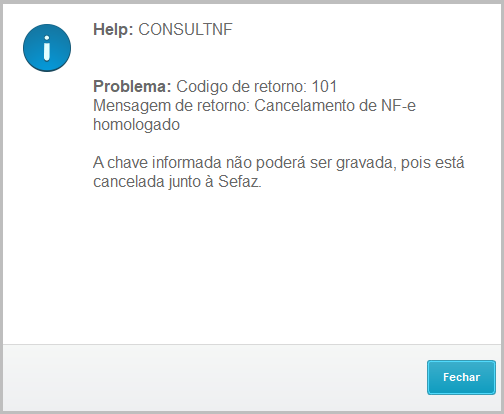 Help: CONSULTNF
Problema: Codigo de retorno: 101
Mensagem de retorno: Cancelamento de NF-e
homologado
A chave informada não poderá ser gravada, pois está
cancelada junto à Sefaz.
Fechar